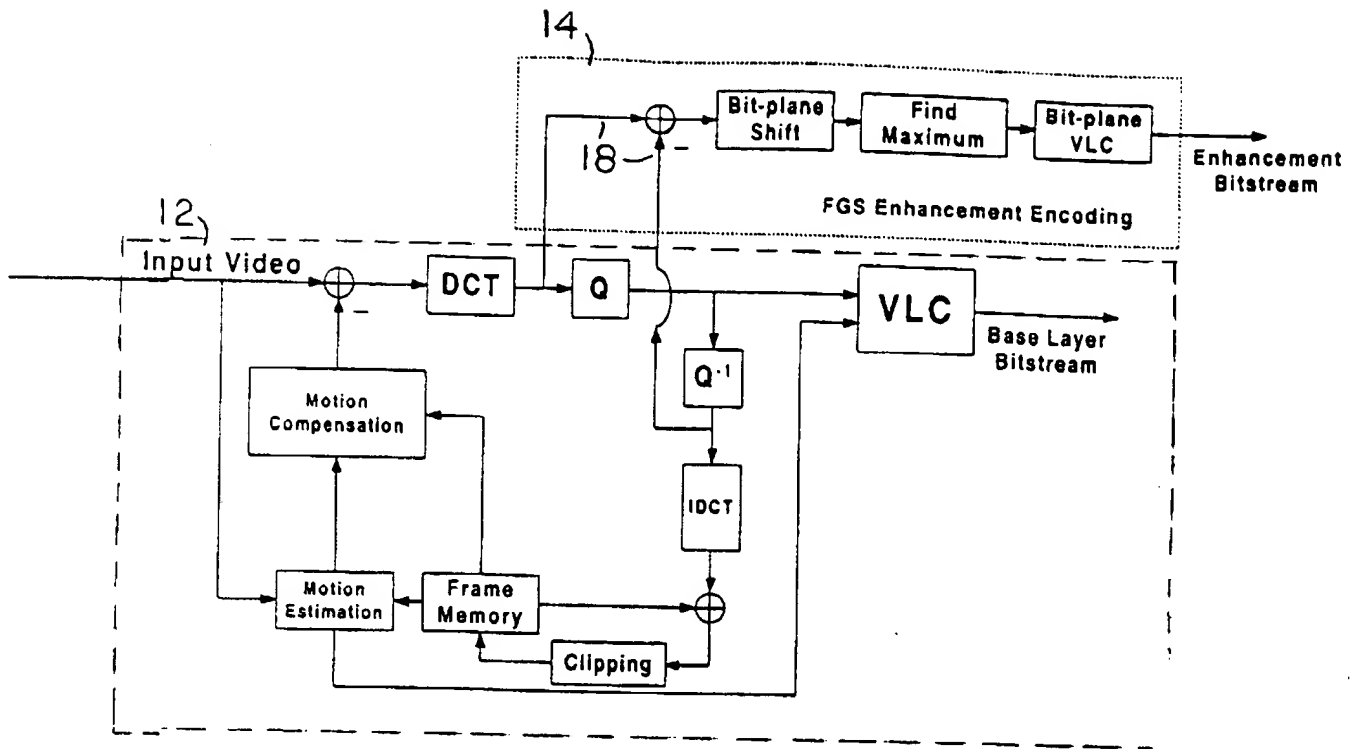 14
Bit-plane
Shift
Find
Maximum
Bit-plane
VLC
18
-
Enhancement
Bitstream
FGS Enhancement Encoding
12
Input Video
DCT
Q
VLC
-
Base Layer
Bitstream
Q-1
Motion
Compensation
IDCT
Motion
Estimation
Frame
Memory
Clipping